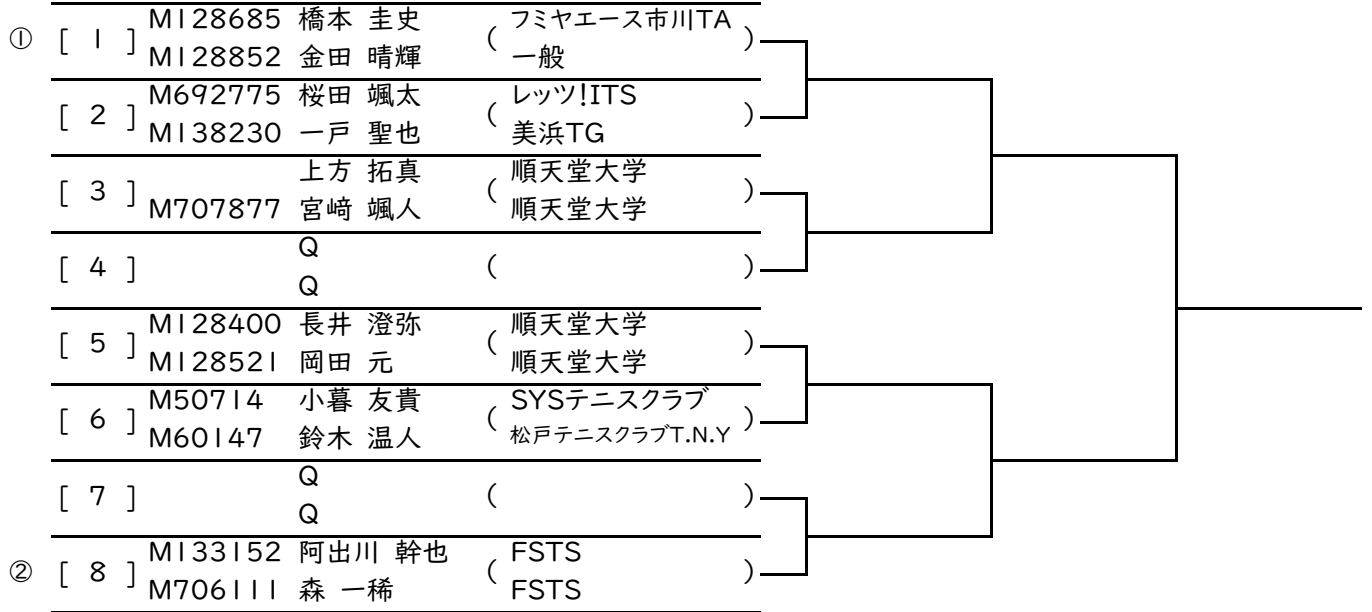 ① [ 1 ] M128685 橋本 圭史 ( フミヤエース市川TA )
M128852 金田 晴輝 一般
[ 2 ] M692775 桜田 颯太 ( レッツ!ITS )
M138230 一戸 聖也 美浜TG
[ 3 ] 上方 拓真 ( 順天堂大学 )
M707877 宮﨑 颯人 順天堂大学
[ 4 ] Q ( )
Q
[ 5 ] M128400 長井 澄弥 ( 順天堂大学 )
M128521 岡田 元 順天堂大学
[ 6 ] M50714 小暮 友貴 ( SYSテニスクラブ )
M60147 鈴木 温人 松戸テニスクラブT.N.Y
[ 7 ] Q ( )
Q
② [ 8 ] M133152 阿出川 幹也 ( FSTS )
M706111 森 一稀 FSTS